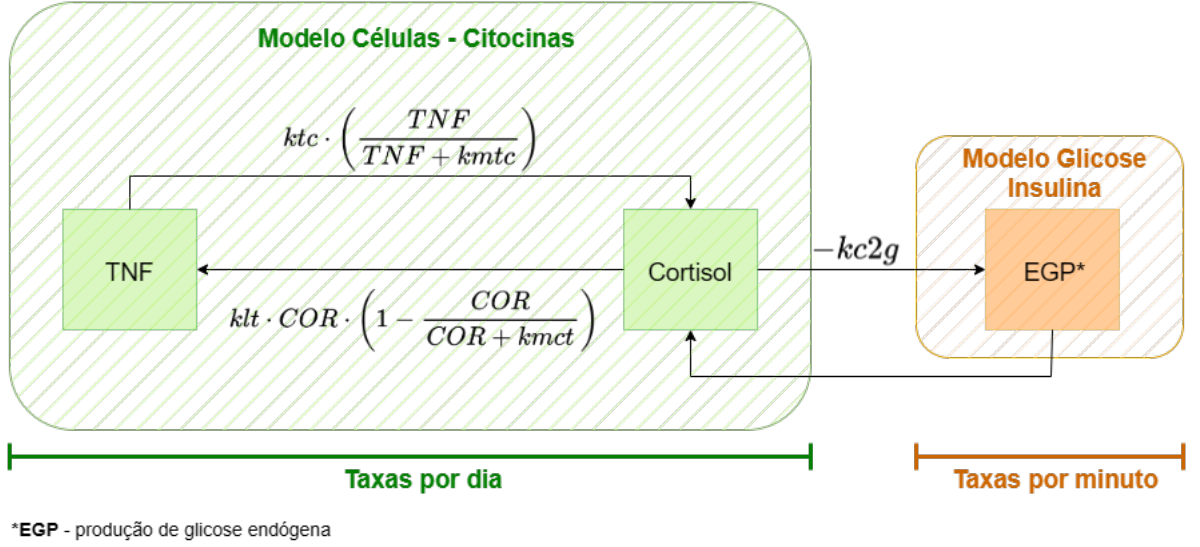 Modelo Células - Citocinas
ktc · ( TNF / TNF + kmtc )
Modelo Glicose
Insulina
TNF
Cortisol
−kc2g
EGP*
klt · COR · ( 1 − COR / COR + kmct )
Taxas por dia
Taxas por minuto
*EGP - produção de glicose endógena